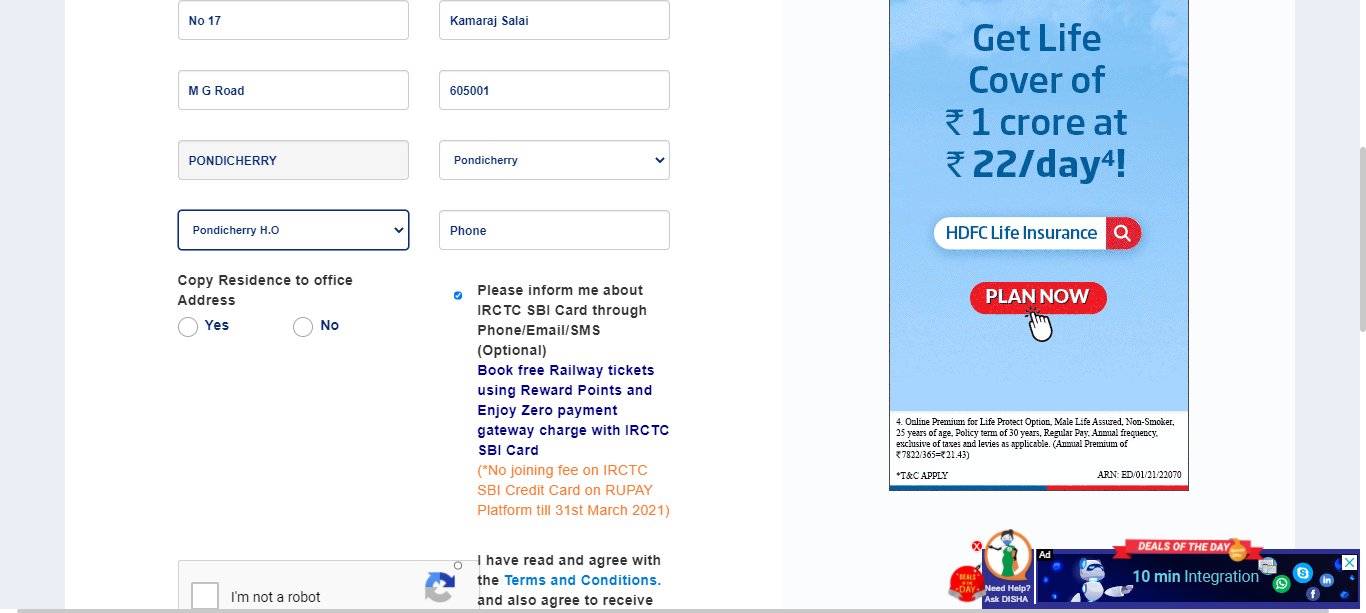 No 17
Kamaraj Salai
M G Road
605001
PONDICHERRY
Pondicherry
Pondicherry H.O
Phone
Copy Residence to office
Address
Yes
No
Please inform me about
IRCTC SBI Card through
Phone/Email/SMS
(Optional)
Book free Railway tickets
using Reward Points and
Enjoy Zero payment
gateway charge with IRCTC
SBI Card
(*No joining fee on IRCTC
SBI Credit Card on RUPAY
Platform till 31st March 2021)
I'm not a robot
I have read and agree with
the Terms and Conditions.
and also agree to receive
Get Life
Cover of
₹ 1 crore at
₹ 22/day4!
HDFC Life Insurance
PLAN NOW
4. Online Premium for Life Protect Option, Male Life Assured, Non-Smoker,
25 years of age, Policy term of 30 years, Regular Pay, Annual frequency,
exclusive of taxes and levies as applicable. (Annual Premium of
₹7822/365=₹21.43)
*T&C APPLY
ARN: ED/01/21/22070
DEALS OF THE DAY
DEALS
OF THE
DAY
Need Help?
Ask DISHA
Ad
10 min Integration